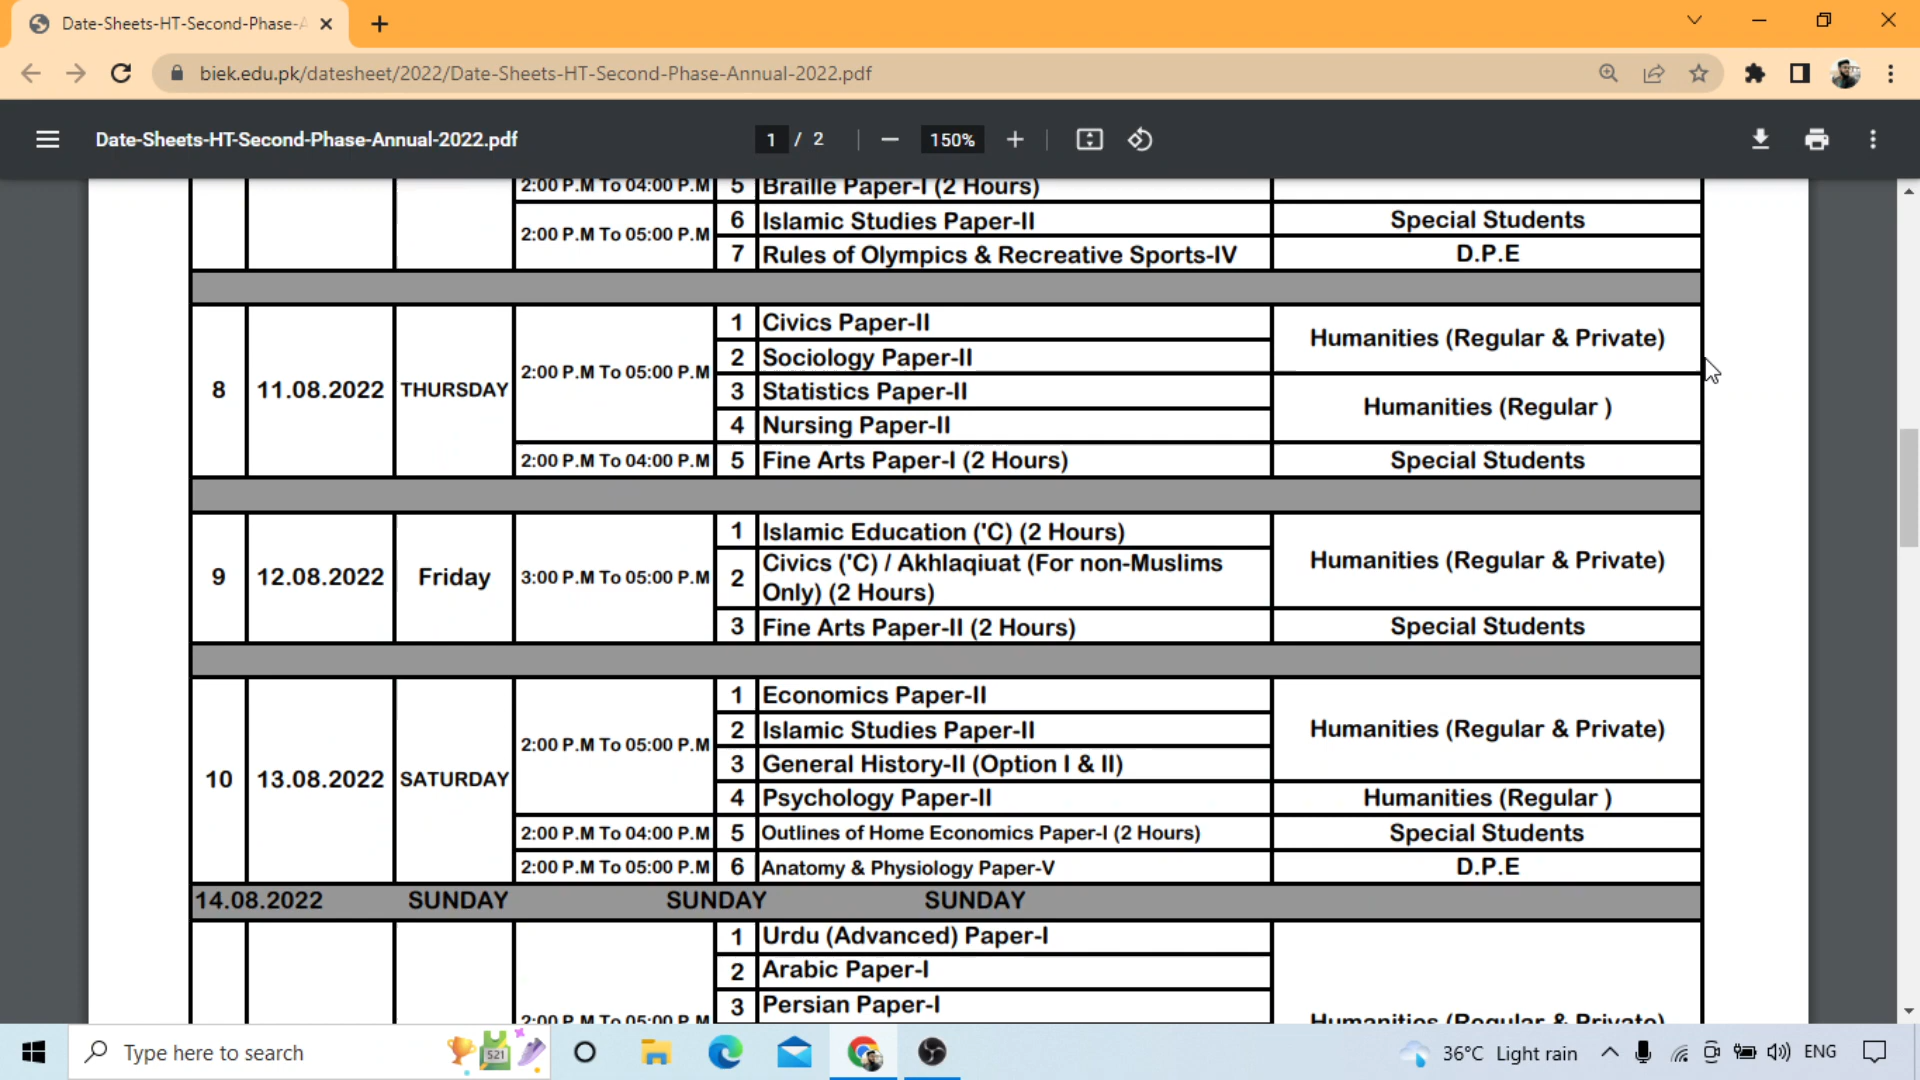 Date-Sheets-HT-Second-Phase-A
biek.edu.pk/datesheet/2022/Date-Sheets-HT-Second-Phase-Annual-2022.pdf
Date-Sheets-HT-Second-Phase-Annual-2022.pdf
1 / 2
150%
2:00 P.M To 04:00 P.M 5 Braille Paper-I (2 Hours)
2:00 P.M To 05:00 P.M
6 Islamic Studies Paper-II Special Students
7 Rules of Olympics & Recreative Sports-IV D.P.E
8 11.08.2022 THURSDAY
2:00 P.M To 05:00 P.M
1 Civics Paper-II
2 Sociology Paper-II
Humanities (Regular & Private)
3 Statistics Paper-II
4 Nursing Paper-II
Humanities (Regular )
2:00 P.M To 04:00 P.M 5 Fine Arts Paper-I (2 Hours) Special Students
9 12.08.2022 Friday 3:00 P.M To 05:00 P.M
1 Islamic Education ('C) (2 Hours)
2 Civics ('C) / Akhlaqiuat (For non-Muslims
Only) (2 Hours)
Humanities (Regular & Private)
3 Fine Arts Paper-II (2 Hours) Special Students
10 13.08.2022 SATURDAY
2:00 P.M To 05:00 P.M
1 Economics Paper-II
2 Islamic Studies Paper-II
3 General History-II (Option I & II)
Humanities (Regular & Private)
4 Psychology Paper-II Humanities (Regular )
2:00 P.M To 04:00 P.M 5 Outlines of Home Economics Paper-I (2 Hours) Special Students
2:00 P.M To 05:00 P.M 6 Anatomy & Physiology Paper-V D.P.E
14.08.2022 SUNDAY SUNDAY SUNDAY
1 Urdu (Advanced) Paper-I
2 Arabic Paper-I
3 Persian Paper-I
2:00 P.M To 05:00 P.M
Humanities (Regular & Private)
Type here to search
S21
36°C Light rain
ENG